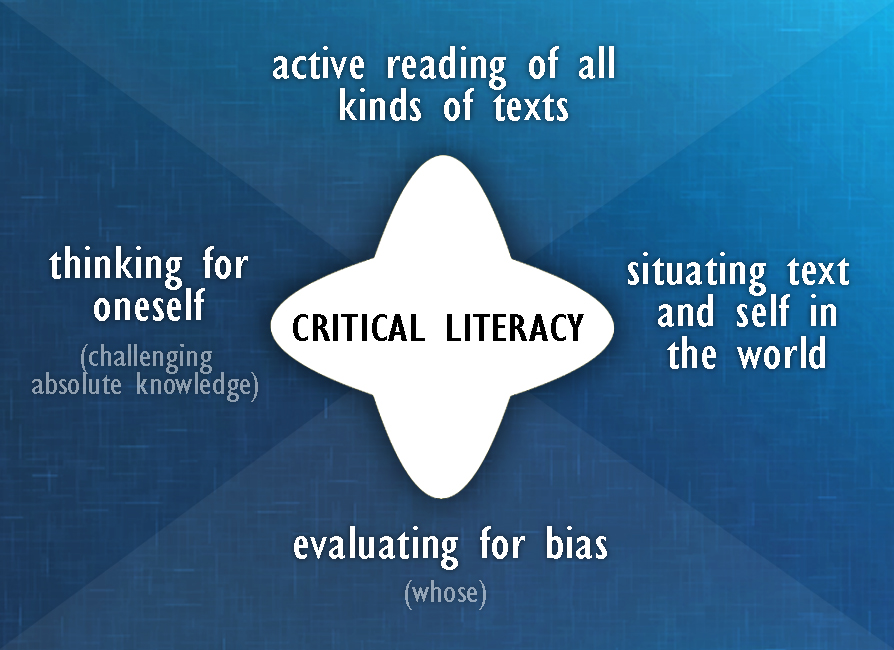 active reading of all
kinds of texts
thinking for
oneself
(challenging
absolute knowledge)
CRITICAL LITERACY
situating text
and self in
the world
evaluating for bias
(whose)